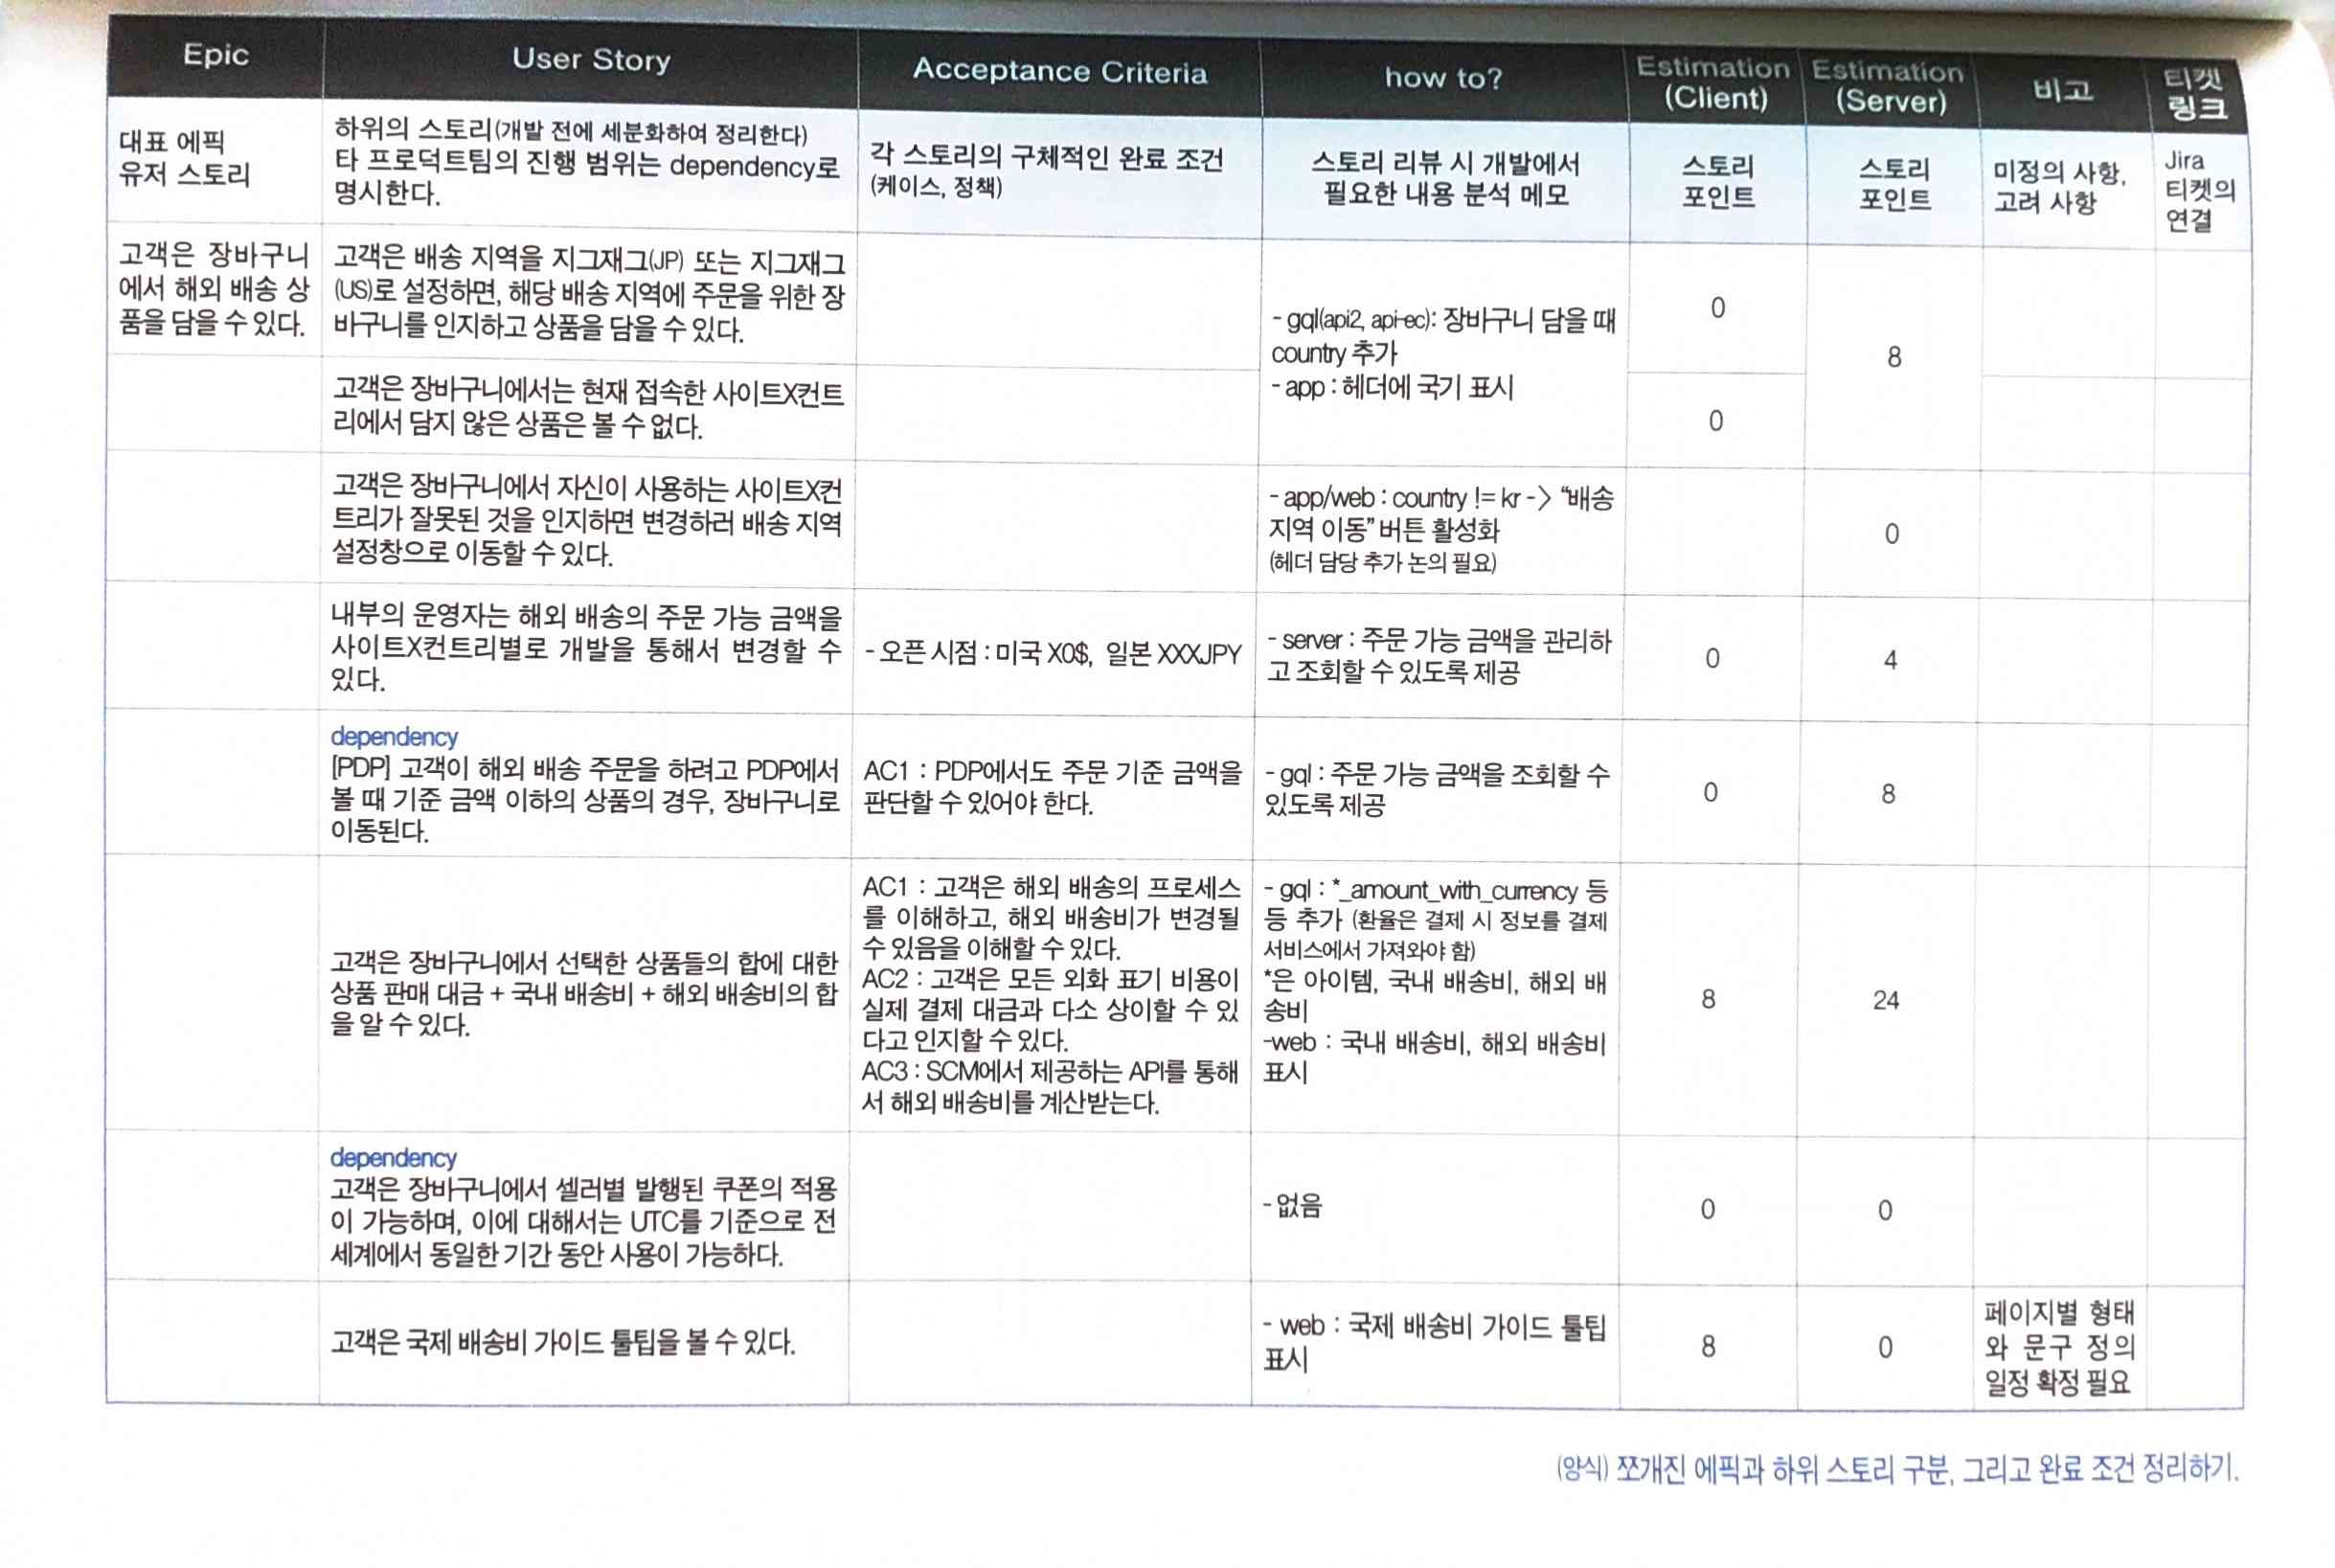 Epic
User Story
Acceptance Criteria
how to?
Estimation
(Client)
Estimation
(Server)
비고
티켓
링크
대표 에픽
유저 스토리
하위의 스토리(개발 전에 세분화하여 정리한다)
타 프로덕트팀의 진행 범위는 dependency로
명시한다.
각 스토리의 구체적인 완료 조건
(케이스, 정책)
스토리 리뷰 시 개발에서
필요한 내용 분석 메모
스토리
포인트
스토리
포인트
미정의 사항,
고려 사항
Jira
티켓의
연결
고객은 장바구니
에서 해외 배송 상
품을 담을 수 있다.
고객은 배송 지역을 지그재그(JP) 또는 지그재그
(US)로 설정하면, 해당 배송 지역에 주문을 위한 장
바구니를 인지하고 상품을 담을 수 있다.
- gql(api2, api-ec): 장바구니 담을 때
country 추가
- app : 헤더에 국기 표시
0
8
고객은 장바구니에서는 현재 접속한 사이트X컨트
리에서 담지 않은 상품은 볼 수 없다.
0
고객은 장바구니에서 자신이 사용하는 사이트X컨
트리가 잘못된 것을 인지하면 변경하러 배송 지역
설정창으로 이동할 수 있다.
- app/web : country != kr -> “배송
지역 이동” 버튼 활성화
(헤더 담당 추가 논의 필요)
0
내부의 운영자는 해외 배송의 주문 가능 금액을
사이트X컨트리별로 개발을 통해서 변경할 수
있다.
- 오픈 시점 : 미국 X0$, 일본 XXXJPY
- server : 주문 가능 금액을 관리하
고 조회할 수 있도록 제공
0
4
dependency
[PDP] 고객이 해외 배송 주문을 하려고 PDP에서
볼 때 기준 금액 이하의 상품의 경우, 장바구니로
이동된다.
AC1 : PDP에서도 주문 기준 금액을
판단할 수 있어야 한다.
- gql : 주문 가능 금액을 조회할 수
있도록 제공
0
8
고객은 장바구니에서 선택한 상품들의 합에 대한
상품 판매 대금 + 국내 배송비 + 해외 배송비의 합
을 알 수 있다.
AC1 : 고객은 해외 배송의 프로세스
를 이해하고, 해외 배송비가 변경될
수 있음을 이해할 수 있다.
AC2 : 고객은 모든 외화 표기 비용이
실제 결제 대금과 다소 상이할 수 있
다고 인지할 수 있다.
AC3 : SCM에서 제공하는 API를 통해
서 해외 배송비를 계산받는다.
- gql : *_amount_with_currency 등
등 추가 (환율은 결제 시 정보를 결제
서비스에서 가져와야 함)
*은 아이템, 국내 배송비, 해외 배
송비
-web : 국내 배송비, 해외 배송비
표시
8
24
dependency
고객은 장바구니에서 셀러별 발행된 쿠폰의 적용
이 가능하며, 이에 대해서는 UTC를 기준으로 전
세계에서 동일한 기간 동안 사용이 가능하다.
- 없음
0
0
고객은 국제 배송비 가이드 툴팁을 볼 수 있다.
- web : 국제 배송비 가이드 툴팁
표시
8
0
페이지별 형태
와 문구 정의
일정 확정 필요
(양식) 쪼개진 에픽과 하위 스토리 구분, 그리고 완료 조건 정리하기.